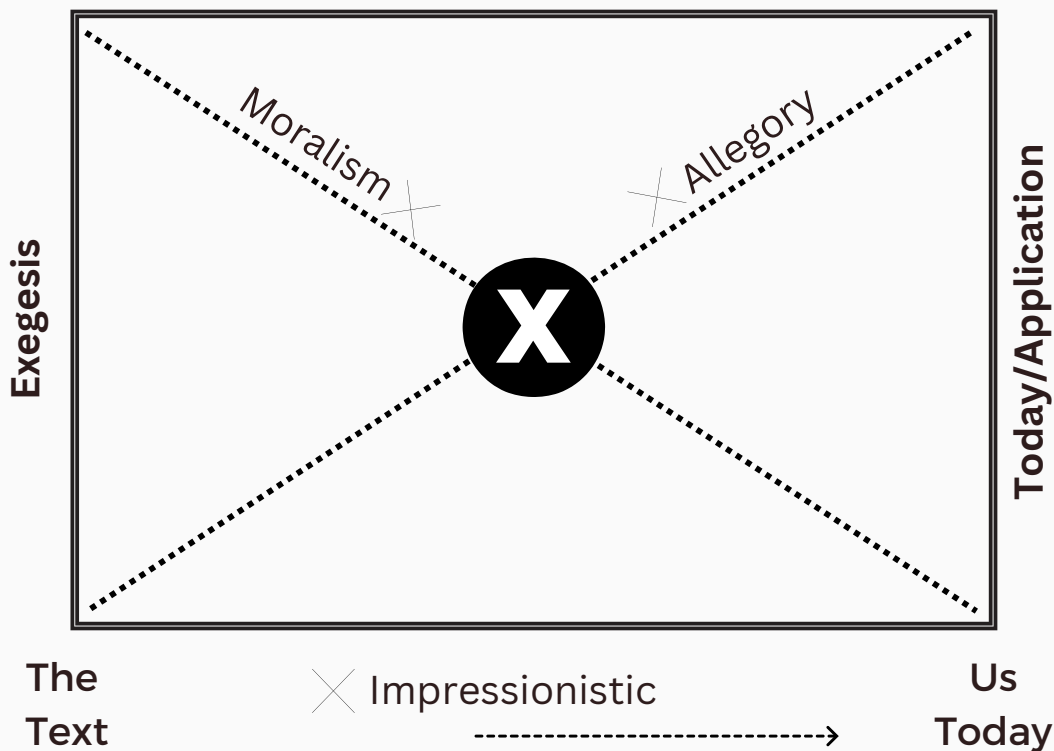 Moralism
Allegory
Exegesis
X
Today/Application
The
Text
Impressionistic
Us
Today